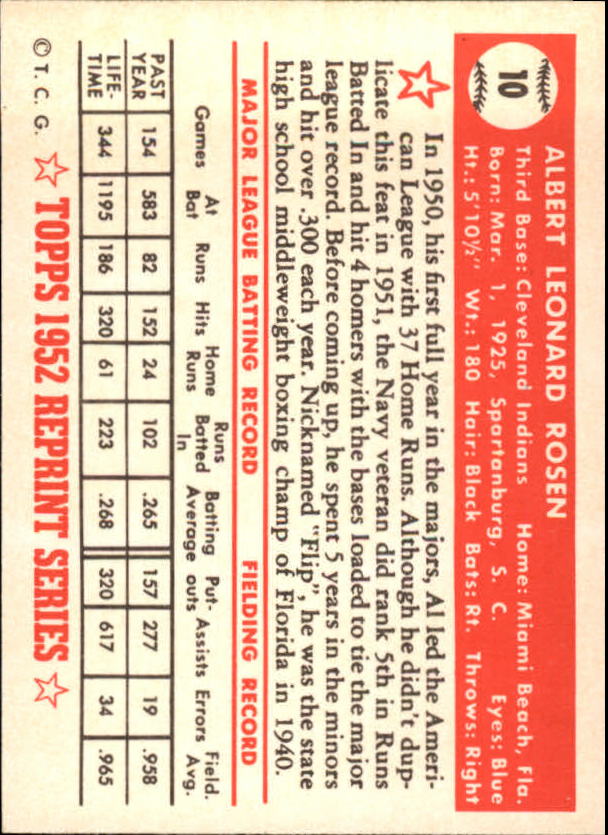 10
ALBERT LEONARD ROSEN
Third Base: Cleveland Indians Home: Miami Beach, Fla.
Born: Mar. 1, 1925, Spartanburg, S. C. Eyes: Blue
Ht.: 5'10½" Wt.: 180 Hair: Black Bats: Rt. Throws: Right
In 1950, his first full year in the majors, Al led the Ameri-
can League with 37 Home Runs. Although he didn't dup-
licate this feat in 1951, the Navy veteran did rank 5th in Runs
Batted In and hit 4 homers with the bases loaded to tie the major
league record. Before coming up, he spent 5 years in the minors
and hit over .300 each year. Nicknamed "Flip", he was the state
high school middleweight boxing champ of Florida in 1940.
MAJOR LEAGUE BATTING RECORD FIELDING RECORD
Games At Bat Runs Hits Home Runs Runs Batted In Batting Average Put-outs Assists Errors Field. Avg.
PAST YEAR 154 583 82 152 24 102 .265 157 277 19 .958
LIFE-TIME 344 1195 186 320 61 223 .268 320 617 34 .965
© T. C. G. TOPPS 1952 REPRINT SERIES